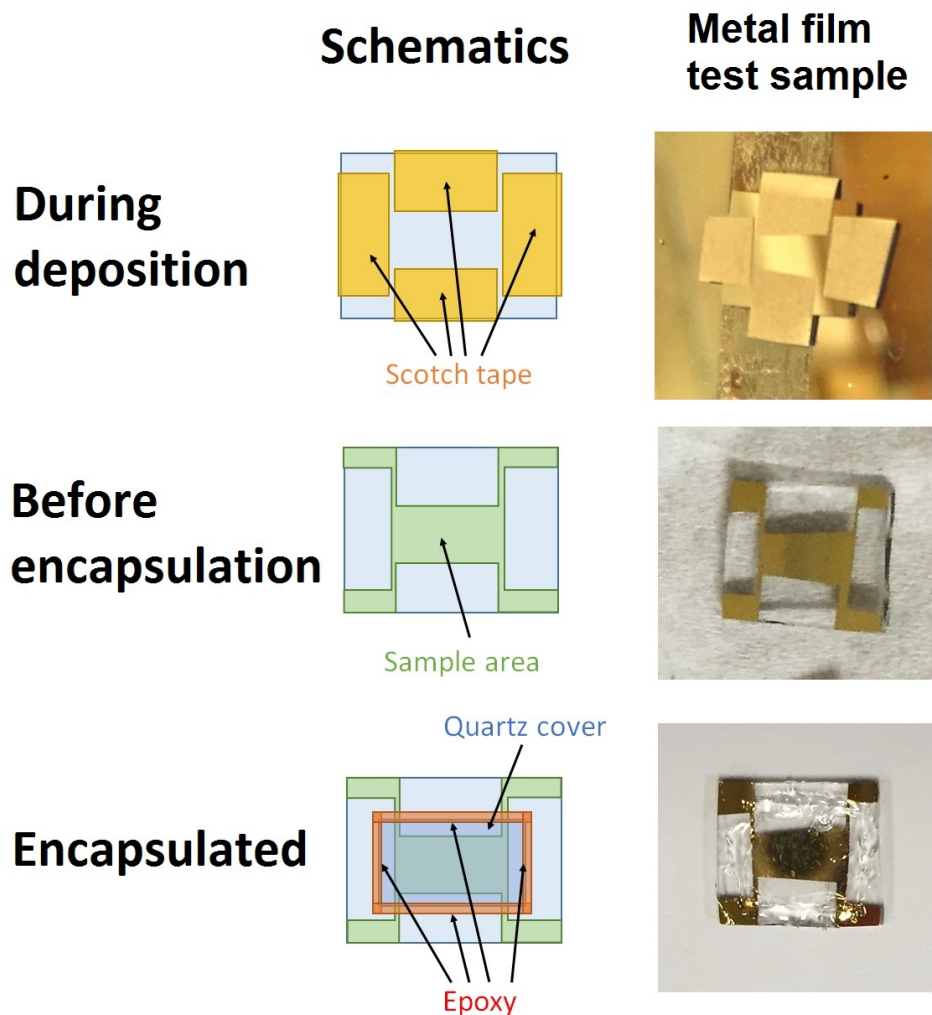 Schematics
Metal film
test sample
During
deposition
Scotch tape
Before
encapsulation
Sample area
Quartz cover
Encapsulated
Epoxy